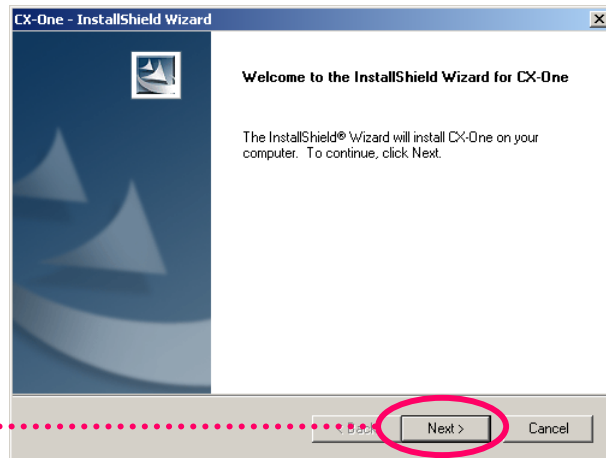 CX-One - InstallShield Wizard
Welcome to the InstallShield Wizard for CX-One
The InstallShield® Wizard will install CX-One on your
computer. To continue, click Next.
< Back Next > Cancel